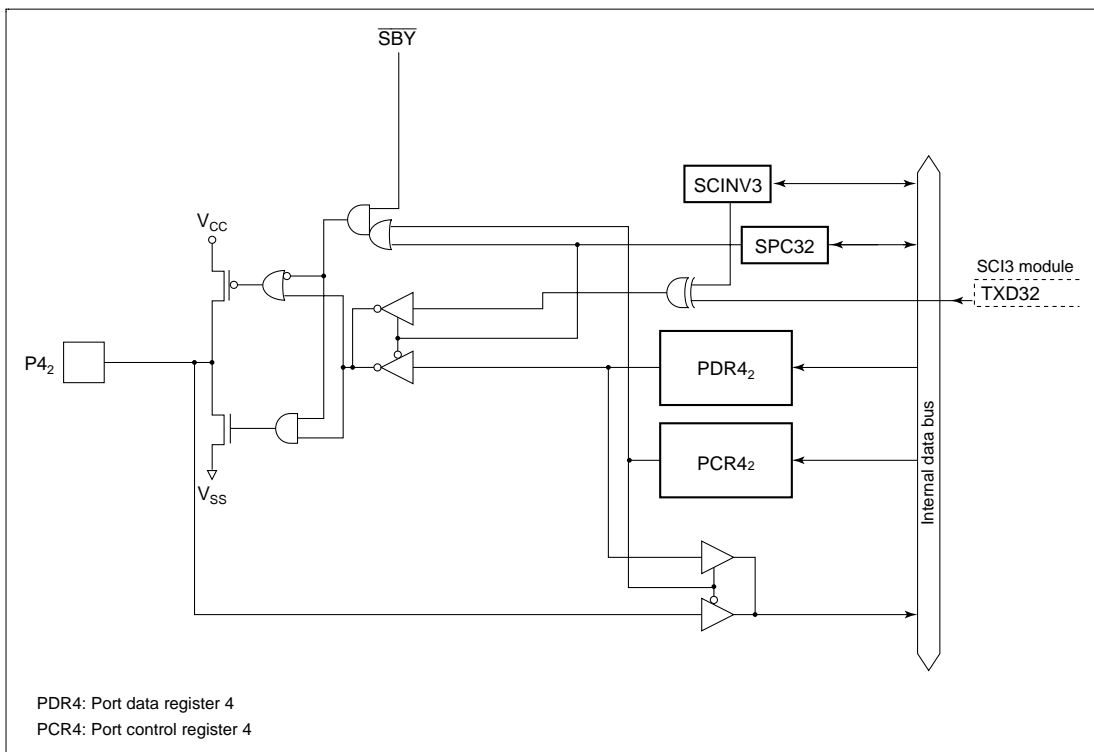 SBY
SCINV3
VCC
SPC32
SCI3 module
TXD32
P42
PDR42
PCR42
VSS
Internal data bus
PDR4: Port data register 4
PCR4: Port control register 4